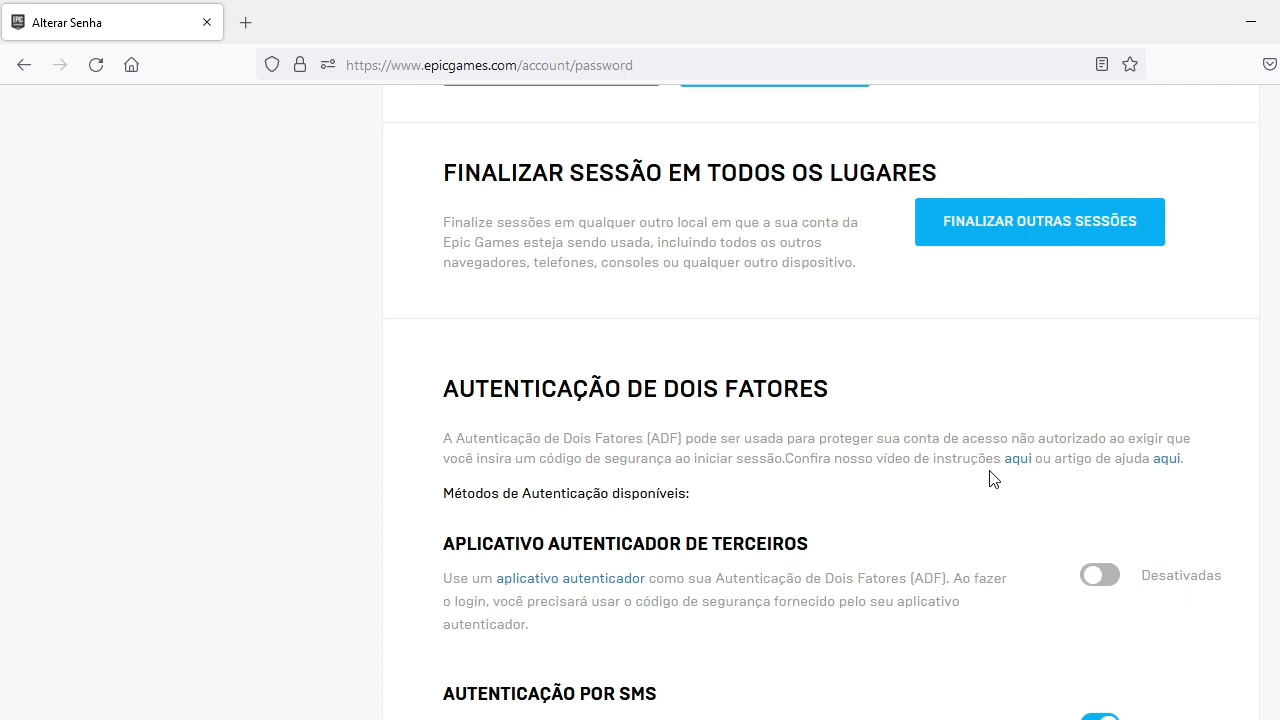 Alterar Senha
https://www.epicgames.com/account/password
FINALIZAR SESSÃO EM TODOS OS LUGARES
Finalize sessões em qualquer outro local em que a sua conta da
Epic Games esteja sendo usada, incluindo todos os outros
navegadores, telefones, consoles ou qualquer outro dispositivo.
FINALIZAR OUTRAS SESSÕES
AUTENTICAÇÃO DE DOIS FATORES
A Autenticação de Dois Fatores (ADF) pode ser usada para proteger sua conta de acesso não autorizado ao exigir que
você insira um código de segurança ao iniciar sessão.Confira nosso vídeo de instruções aqui ou artigo de ajuda aqui.
Métodos de Autenticação disponíveis:
APLICATIVO AUTENTICADOR DE TERCEIROS
Use um aplicativo autenticador como sua Autenticação de Dois Fatores (ADF). Ao fazer
o login, você precisará usar o código de segurança fornecido pelo seu aplicativo
autenticador.
Desativadas
AUTENTICAÇÃO POR SMS